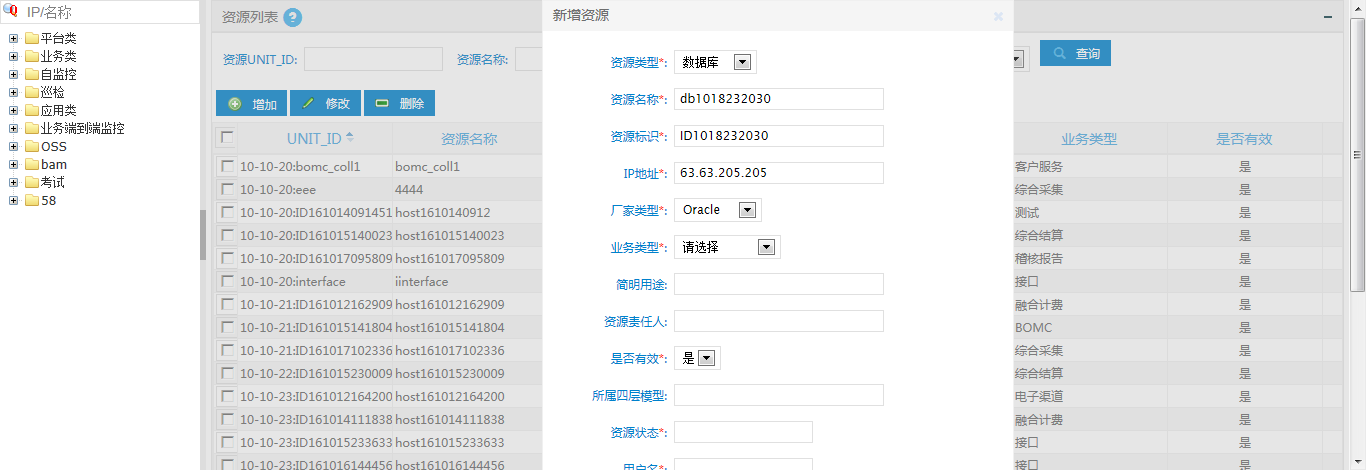 IP/名称
平台类
业务类
自监控
巡检
应用类
业务端到端监控
OSS
bam
考试
58
资源列表 ?
资源UNIT_ID:
资源名称:
查询
增加 修改 删除
UNIT_ID 资源名称 业务类型 是否有效
10-10-20:bomc_coll1 bomc_coll1 客户服务 是
10-10-20:eee 4444 综合采集 是
10-10-20:ID161014091451 host1610140912 测试 是
10-10-20:ID161015140023 host161015140023 综合结算 是
10-10-20:ID161017095809 host161017095809 稽核报告 是
10-10-20:interface iinterface 接口 是
10-10-21:ID161012162909 host161012162909 融合计费 是
10-10-21:ID161015141804 host161015141804 BOMC 是
10-10-21:ID161017102336 host161017102336 综合采集 是
10-10-22:ID161015230009 host161015230009 综合结算 是
10-10-23:ID161012164200 host161012164200 电子渠道 是
10-10-23:ID161014111838 host161014111838 融合计费 是
10-10-23:ID161015233633 host161015233633 接口 是
10-10-23:ID161016144456 host161016144456 接口 是
新增资源
资源类型*: 数据库
资源名称*: db1018232030
资源标识*: ID1018232030
IP地址*: 63.63.205.205
厂家类型*: Oracle
业务类型*: 请选择
简明用途:
资源责任人:
是否有效*: 是
所属四层模型:
资源状态*:
用户名*: